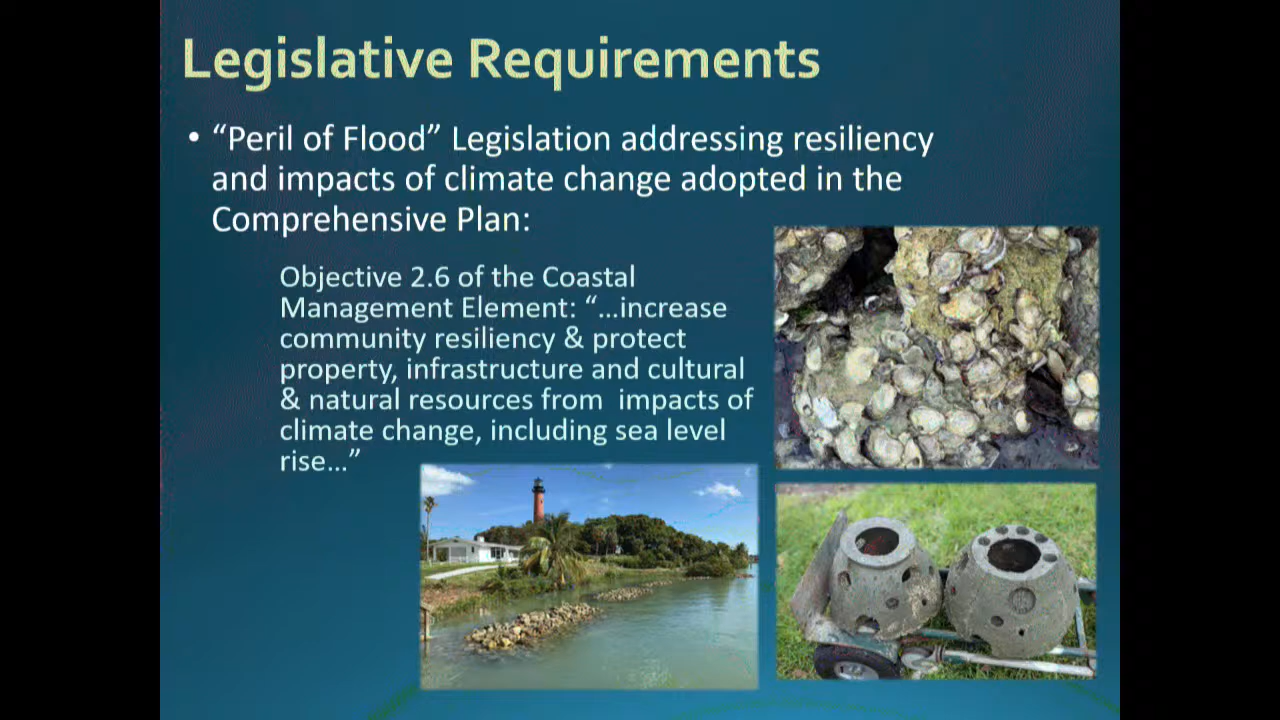 Legislative Requirements
• “Peril of Flood” Legislation addressing resiliency
and impacts of climate change adopted in the
Comprehensive Plan:
Objective 2.6 of the Coastal
Management Element: “…increase
community resiliency & protect
property, infrastructure and cultural
& natural resources from impacts of
climate change, including sea level
rise…”